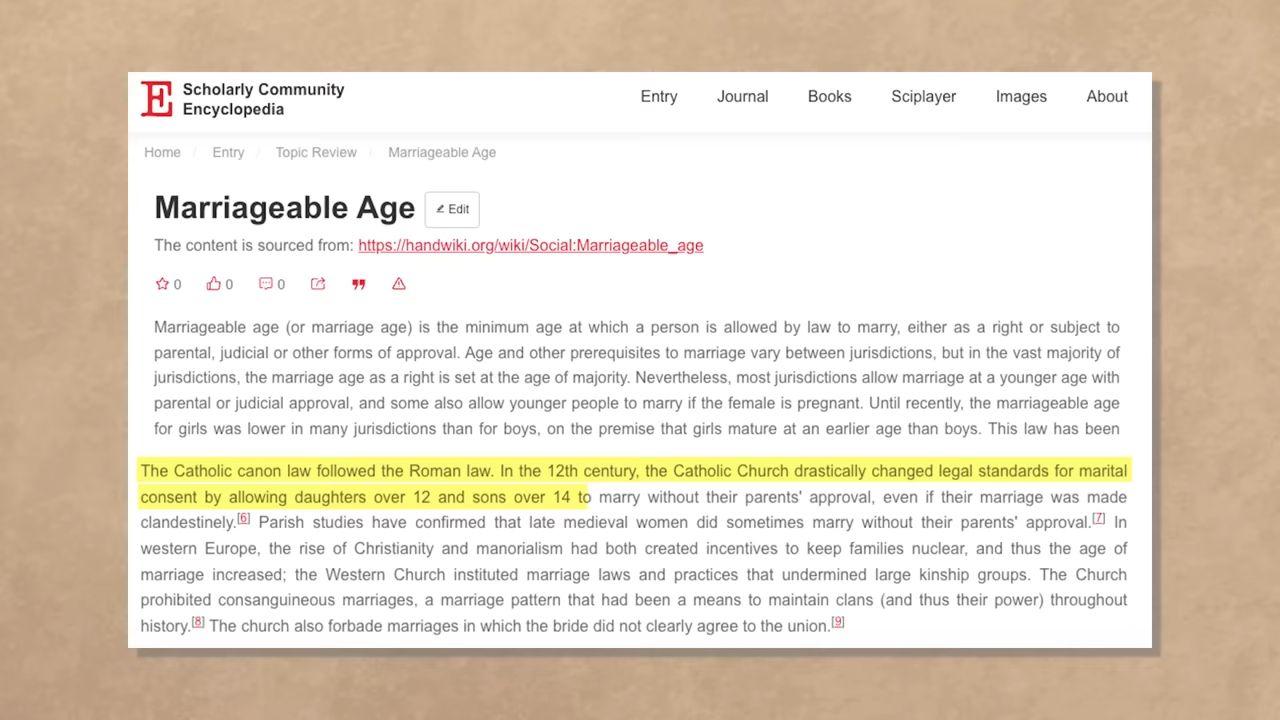 Scholarly Community
Encyclopedia
Entry Journal Books Sciplayer Images About
Home / Entry / Topic Review / Marriageable Age
Marriageable Age Edit
The content is sourced from: https://handwiki.org/wiki/Social:Marriageable_age
0 0 0
Marriageable age (or marriage age) is the minimum age at which a person is allowed by law to marry, either as a right or subject to
parental, judicial or other forms of approval. Age and other prerequisites to marriage vary between jurisdictions, but in the vast majority of
jurisdictions, the marriage age as a right is set at the age of majority. Nevertheless, most jurisdictions allow marriage at a younger age with
parental or judicial approval, and some also allow younger people to marry if the female is pregnant. Until recently, the marriageable age
for girls was lower in many jurisdictions than for boys, on the premise that girls mature at an earlier age than boys. This law has been
The Catholic canon law followed the Roman law. In the 12th century, the Catholic Church drastically changed legal standards for marital
consent by allowing daughters over 12 and sons over 14 to marry without their parents' approval, even if their marriage was made
clandestinely.[6] Parish studies have confirmed that late medieval women did sometimes marry without their parents' approval.[7] In
western Europe, the rise of Christianity and manorialism had both created incentives to keep families nuclear, and thus the age of
marriage increased; the Western Church instituted marriage laws and practices that undermined large kinship groups. The Church
prohibited consanguineous marriages, a marriage pattern that had been a means to maintain clans (and thus their power) throughout
history.[8] The church also forbade marriages in which the bride did not clearly agree to the union.[9]